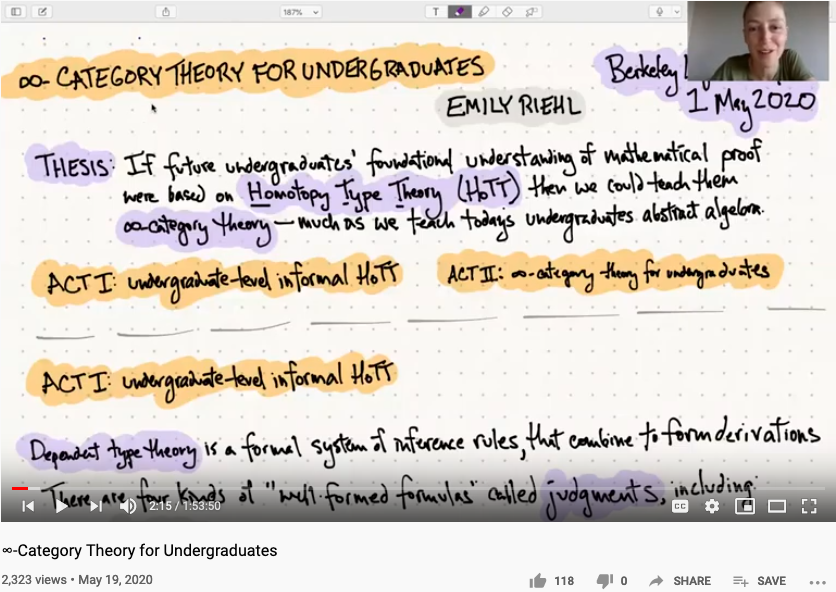 187%
T
∞-CATEGORY THEORY FOR UNDERGRADUATES
Berkeley
EMILY RIEHL
1 May 2020
THESIS: If future undergraduates' foundational understanding of mathematical proof
were based on Homotopy Type Theory (HoTT) then we could teach them
∞-category theory — much as we teach todays undergraduates abstract algebra.
ACT I: undergraduate-level informal HoTT
ACT II: ∞-category theory for undergraduates
ACT I: undergraduate-level informal HoTT
Dependent type theory is a formal system of inference rules, that combine to form derivations
There are four kinds of "well-formed formulas" called judgments, including:
2:15 / 1:53:50
CC
∞-Category Theory for Undergraduates
2,323 views • May 19, 2020
118
0
SHARE
SAVE